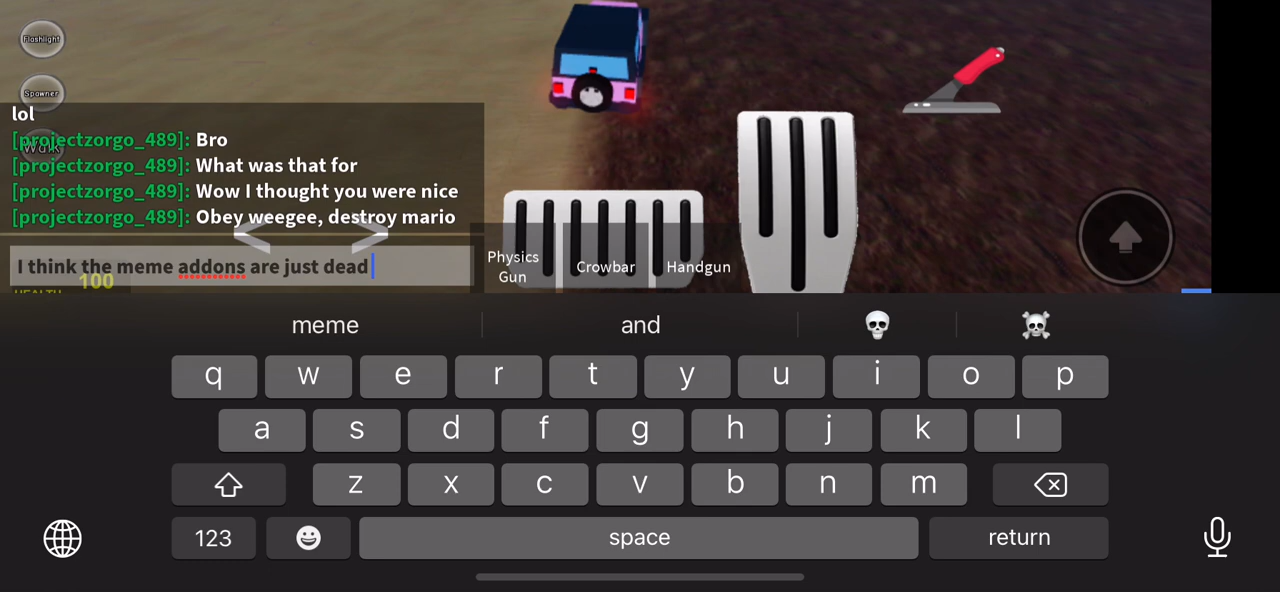 Flashlight
Spawner
lol
Walk
[projectzorgo_489]: Bro
[projectzorgo_489]: What was that for
[projectzorgo_489]: Wow I thought you were nice
[projectzorgo_489]: Obey weegee, destroy mario
< >
I think the meme addons are just dead
HEALTH 100
Physics Gun
Crowbar
Handgun
meme and
q w e r t y u i o p
a s d f g h j k l
z x c v b n m
123 space return